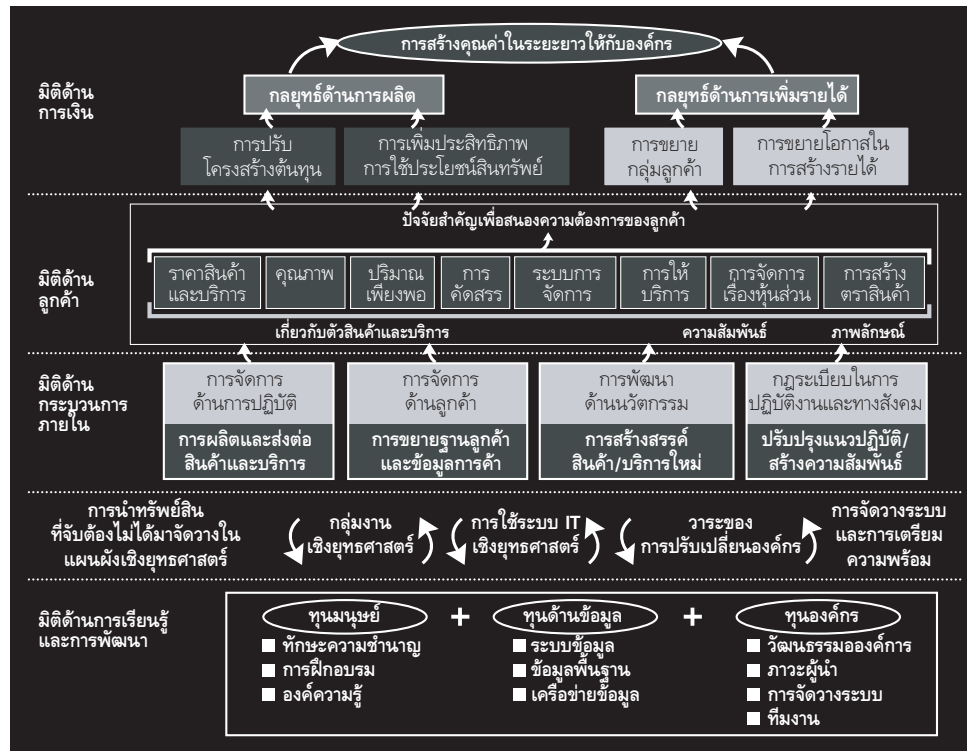 การสร้างคุณค่าในระยะยาวให้กับองค์กร
มิติด้าน
การเงิน
กลยุทธ์ด้านการผลิต
กลยุทธ์ด้านการเพิ่มรายได้
การปรับ
โครงสร้างต้นทุน
การเพิ่มประสิทธิภาพ
การใช้ประโยชน์สินทรัพย์
การขยาย
กลุ่มลูกค้า
การขยายโอกาสใน
การสร้างรายได้
ปัจจัยสำคัญเพื่อสนองความต้องการของลูกค้า
มิติด้าน
ลูกค้า
ราคาสินค้า
และบริการ
คุณภาพ
ปริมาณ
เพียงพอ
การ
คัดสรร
ระบบการ
จัดการ
การให้
บริการ
การจัดการ
เรื่องหุ้นส่วน
การสร้าง
ตราสินค้า
เกี่ยวกับตัวสินค้าและบริการ
ความสัมพันธ์
ภาพลักษณ์
มิติด้าน
กระบวนการ
ภายใน
การจัดการ
ด้านการปฏิบัติ
การผลิตและส่งต่อ
สินค้าและบริการ
การจัดการ
ด้านลูกค้า
การขยายฐานลูกค้า
และข้อมูลการค้า
การพัฒนา
ด้านนวัตกรรม
การสร้างสรรค์
สินค้า/บริการใหม่
กฎระเบียบในการ
ปฏิบัติงานและทางสังคม
ปรับปรุงแนวปฏิบัติ/
สร้างความสัมพันธ์
การนำทรัพย์สิน
ที่จับต้องไม่ได้มาจัดวางใน
แผนผังเชิงยุทธศาสตร์
กลุ่มงาน
เชิงยุทธศาสตร์
การใช้ระบบ IT
เชิงยุทธศาสตร์
วาระของ
การปรับเปลี่ยนองค์กร
การจัดวางระบบ
และการเตรียม
ความพร้อม
มิติด้านการเรียนรู้
และการพัฒนา
ทุนมนุษย์
+
ทุนด้านข้อมูล
+
ทุนองค์กร
ทักษะความชำนาญ
การฝึกอบรม
องค์ความรู้
ระบบข้อมูล
ข้อมูลพื้นฐาน
เครือข่ายข้อมูล
วัฒนธรรมองค์การ
ภาวะผู้นำ
การจัดวางระบบ
ทีมงาน